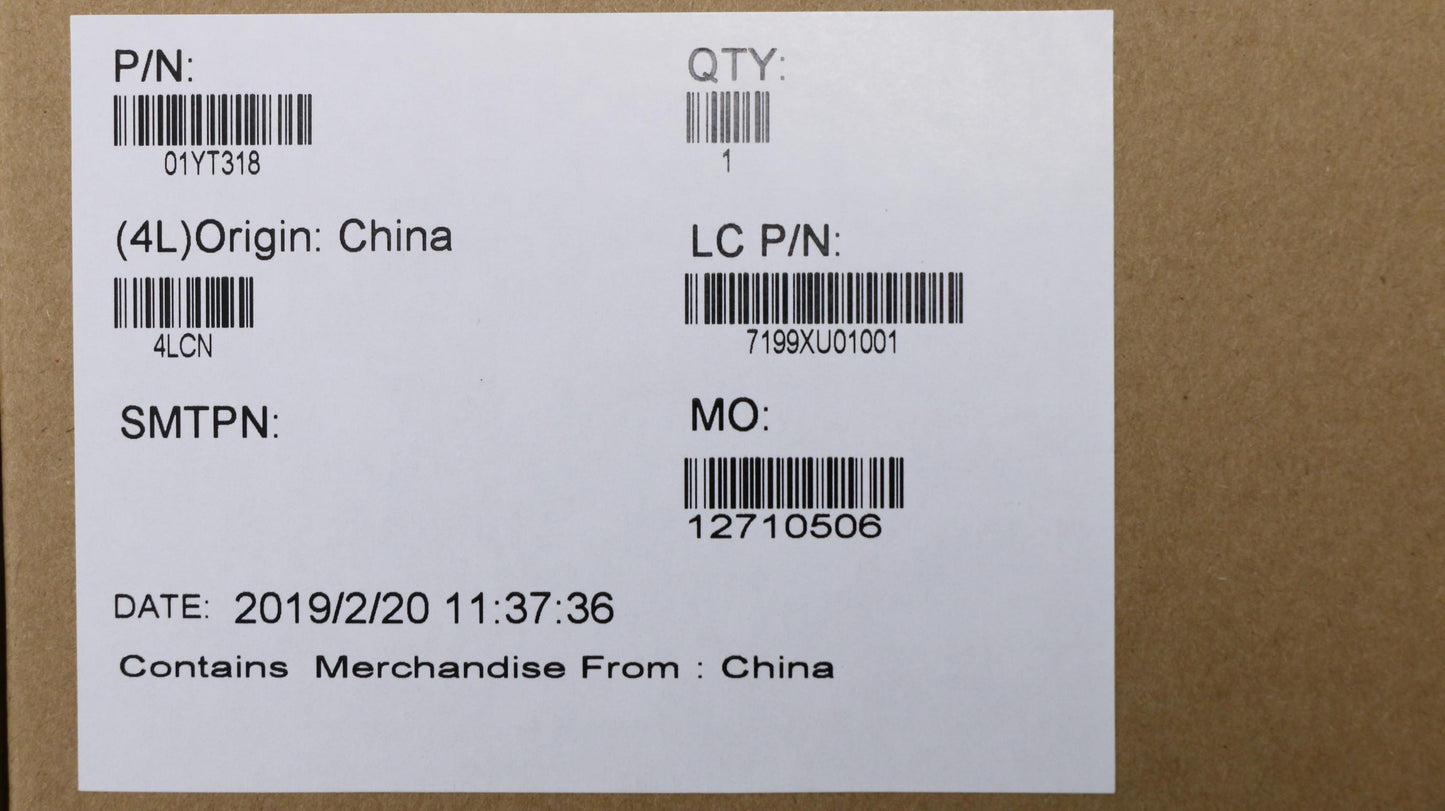 P/N:
01YT318
QTY:
1
(4L)Origin: China
4LCN
LC P/N:
7199XU01001
SMTPN:
MO:
12710506
DATE: 2019/2/20 11:37:36
Contains Merchandise From : China